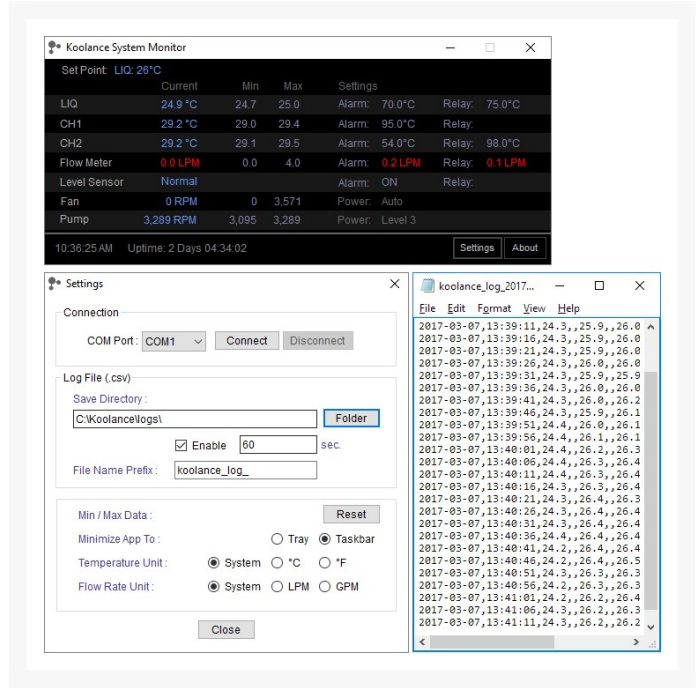 Koolance System Monitor
Set Point: LIQ: 26°C
Current Min Max Settings
LIQ 24.9 °C 24.7 25.0 Alarm: 70.0°C Relay: 75.0°C
CH1 29.2 °C 29.0 29.4 Alarm: 95.0°C Relay:
CH2 29.2 °C 29.1 29.5 Alarm: 54.0°C Relay: 98.0°C
Flow Meter 0.0 LPM 0.0 4.0 Alarm: 0.2 LPM Relay: 0.1 LPM
Level Sensor Normal Alarm: ON Relay:
Fan 0 RPM 0 3,571 Power: Auto
Pump 3,289 RPM 3,095 3,289 Power: Level 3
10:36:25 AM Uptime: 2 Days 04:34:02 Settings About
Settings
Connection
COM Port : COM1 Connect Disconnect
Log File (.csv)
Save Directory :
C:\Koolance\logs\ Folder
Enable 60 sec.
File Name Prefix : koolance_log_
Min / Max Data : Reset
Minimize App To : Tray Taskbar
Temperature Unit : System °C °F
Flow Rate Unit : System LPM GPM
Close
koolance_log_2017...
File Edit Format View Help
2017-03-07,13:39:11,24.3,,25.9,,26.0
2017-03-07,13:39:16,24.3,,25.9,,26.0
2017-03-07,13:39:21,24.3,,25.9,,26.0
2017-03-07,13:39:26,24.3,,26.0,,26.0
2017-03-07,13:39:31,24.3,,25.9,,25.9
2017-03-07,13:39:36,24.3,,26.0,,26.0
2017-03-07,13:39:41,24.3,,26.0,,26.2
2017-03-07,13:39:46,24.3,,25.9,,26.1
2017-03-07,13:39:51,24.4,,26.0,,26.1
2017-03-07,13:39:56,24.4,,26.1,,26.1
2017-03-07,13:40:01,24.4,,26.2,,26.3
2017-03-07,13:40:06,24.4,,26.3,,26.4
2017-03-07,13:40:11,24.4,,26.3,,26.4
2017-03-07,13:40:16,24.3,,26.3,,26.4
2017-03-07,13:40:21,24.3,,26.4,,26.3
2017-03-07,13:40:26,24.3,,26.4,,26.4
2017-03-07,13:40:31,24.3,,26.4,,26.4
2017-03-07,13:40:36,24.4,,26.4,,26.4
2017-03-07,13:40:41,24.2,,26.4,,26.4
2017-03-07,13:40:46,24.2,,26.4,,26.5
2017-03-07,13:40:51,24.3,,26.3,,26.3
2017-03-07,13:40:56,24.2,,26.3,,26.3
2017-03-07,13:41:01,24.2,,26.2,,26.4
2017-03-07,13:41:06,24.3,,26.2,,26.3
2017-03-07,13:41:11,24.3,,26.2,,26.2